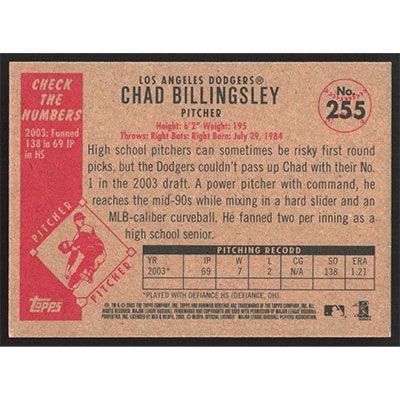 CHECK
THE
NUMBERS
2003: Fanned
138 in 69 IP
in HS
LOS ANGELES DODGERS®
CHAD BILLINGSLEY
PITCHER
Height: 6'2" Weight: 195
Throws: Right Bats: Right Born: July 29, 1984
No.
255
High school pitchers can sometimes be risky first round
picks, but the Dodgers couldn't pass up Chad with their No.
1 in the 2003 draft. A power pitcher with command, he
reaches the mid-90s while mixing in a hard slider and an
MLB-caliber curveball. He fanned two per inning as a
high school senior.
PITCHER
PITCHER
PITCHING RECORD
YR IP W L CG SO ERA
2003* 69 7 2 N/A 138 1.21
*PLAYED WITH DEFIANCE HS (DEFIANCE, OH).
Topps